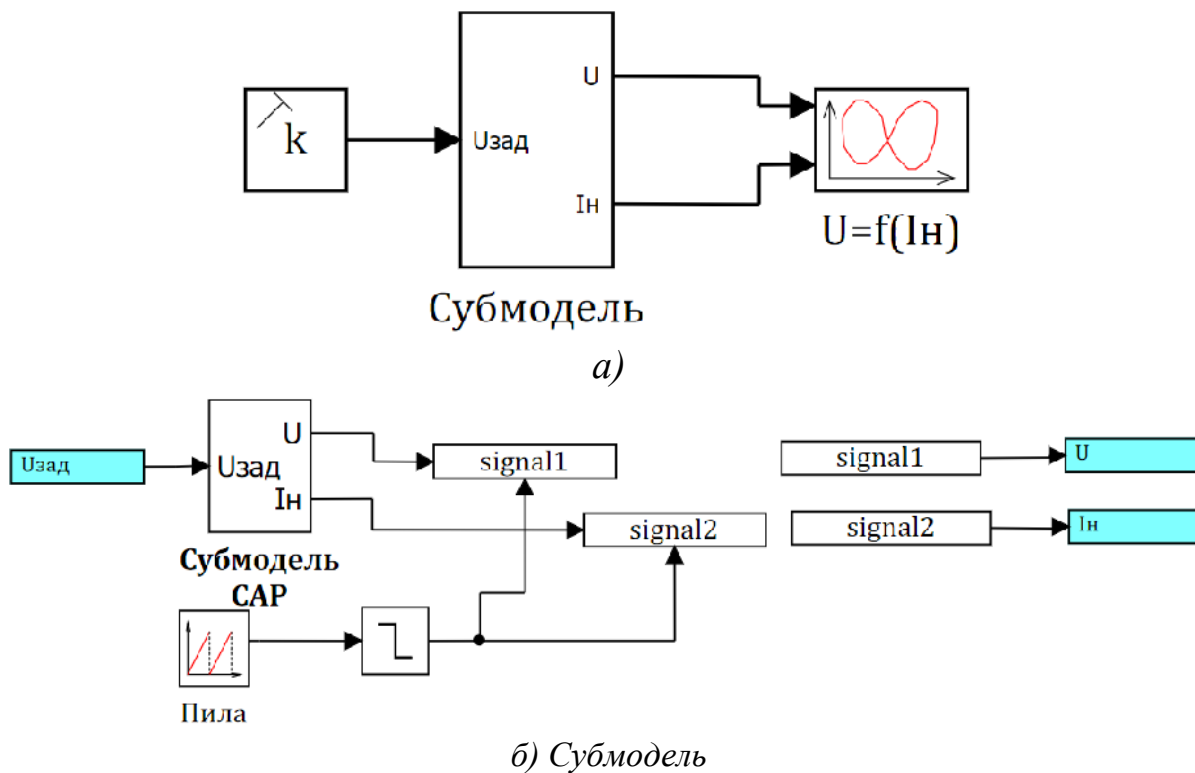 U
k
Uзад
Iн
U=f(Iн)
Субмодель
а)
U
Uзад
Uзад
signal1
signal1
U
Iн
signal2
signal2
Iн
Субмодель
САР
Пила
б) Субмодель